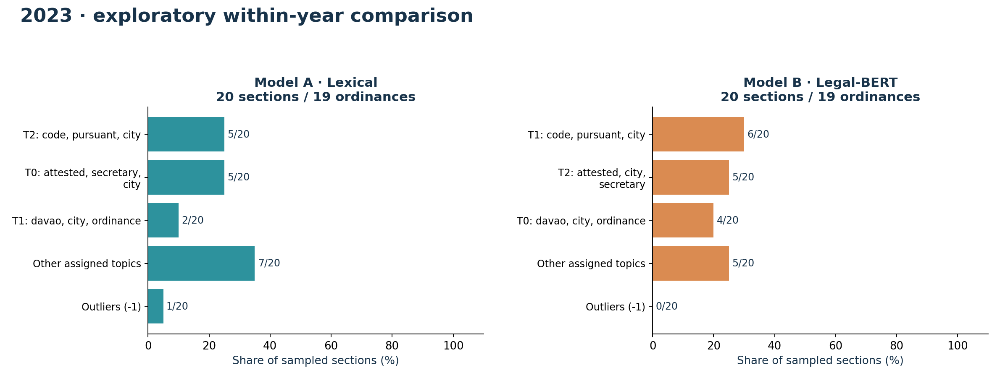 2023 · exploratory within-year comparison
Model A · Lexical
20 sections / 19 ordinances
T2: code, pursuant, city
5/20
T0: attested, secretary,
city
5/20
T1: davao, city, ordinance
2/20
Other assigned topics
7/20
Outliers (-1)
1/20
0 20 40 60 80 100
Share of sampled sections (%)
Model B · Legal-BERT
20 sections / 19 ordinances
T1: code, pursuant, city
6/20
T2: attested, city,
secretary
5/20
T0: davao, city, ordinance
4/20
Other assigned topics
5/20
Outliers (-1)
0/20
0 20 40 60 80 100
Share of sampled sections (%)